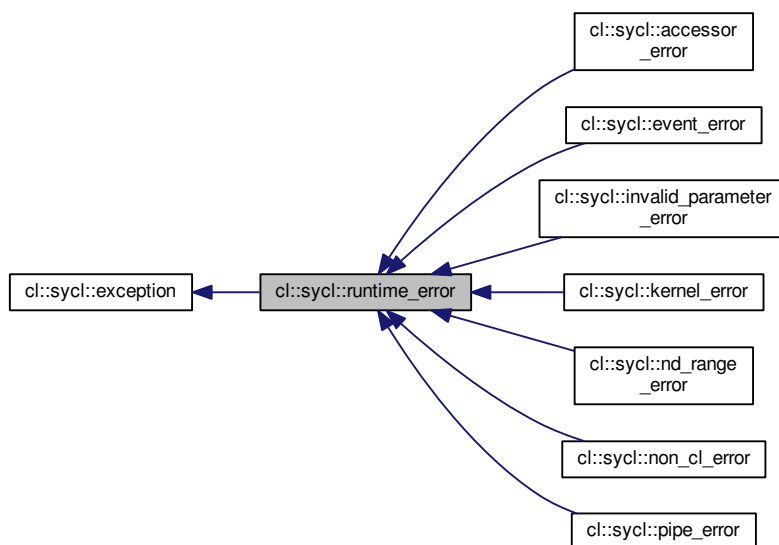 cl::sycl::accessor
_error
cl::sycl::event_error
cl::sycl::invalid_parameter
_error
cl::sycl::exception
cl::sycl::runtime_error
cl::sycl::kernel_error
cl::sycl::nd_range
_error
cl::sycl::non_cl_error
cl::sycl::pipe_error